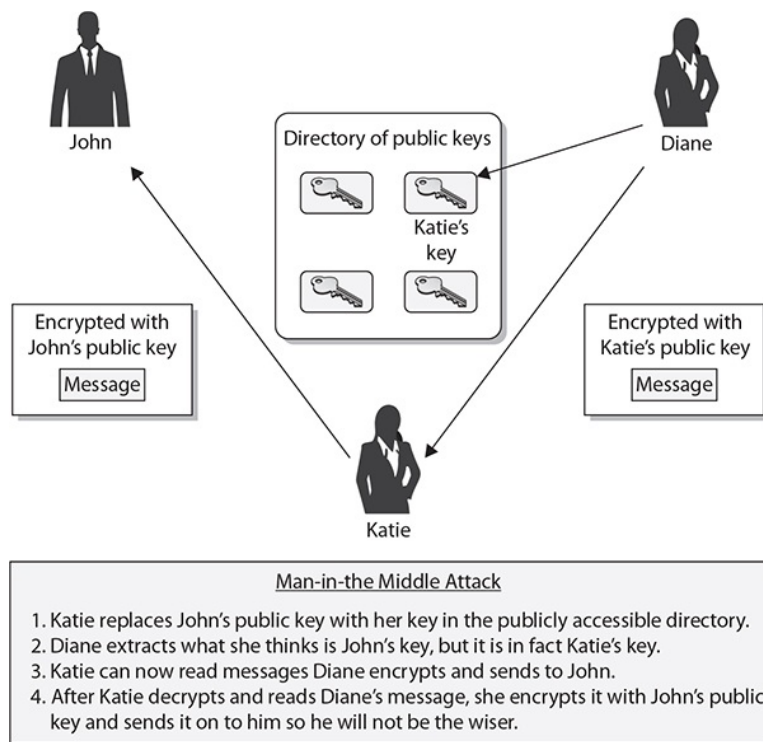 John
Diane
Directory of public keys
Katie's
key
Encrypted with
John's public key
Message
Encrypted with
Katie's public key
Message
Katie
Man-in-the Middle Attack
1. Katie replaces John's public key with her key in the publicly accessible directory.
2. Diane extracts what she thinks is John's key, but it is in fact Katie's key.
3. Katie can now read messages Diane encrypts and sends to John.
4. After Katie decrypts and reads Diane's message, she encrypts it with John's public
key and sends it on to him so he will not be the wiser.